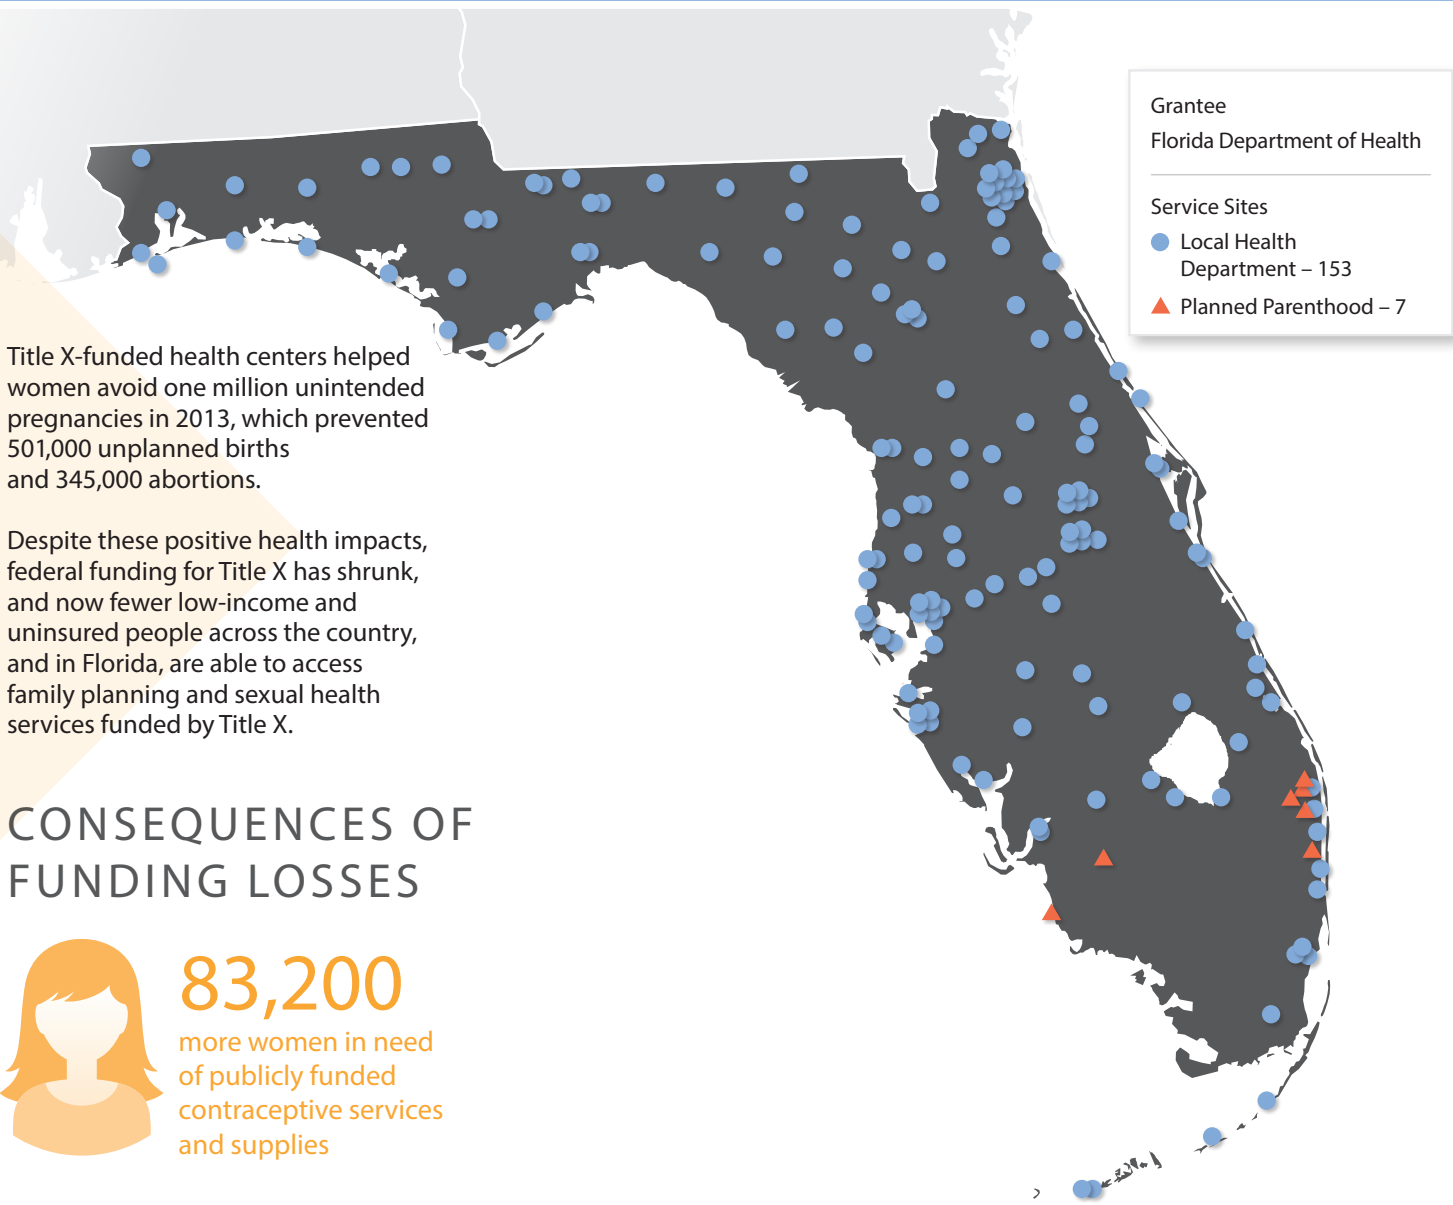 Grantee
Florida Department of Health
Service Sites
Local Health
Department – 153
Planned Parenthood – 7
Title X-funded health centers helped
women avoid one million unintended
pregnancies in 2013, which prevented
501,000 unplanned births
and 345,000 abortions.
Despite these positive health impacts,
federal funding for Title X has shrunk,
and now fewer low-income and
uninsured people across the country,
and in Florida, are able to access
family planning and sexual health
services funded by Title X.
CONSEQUENCES OF
FUNDING LOSSES
83,200
more women in need
of publicly funded
contraceptive services
and supplies